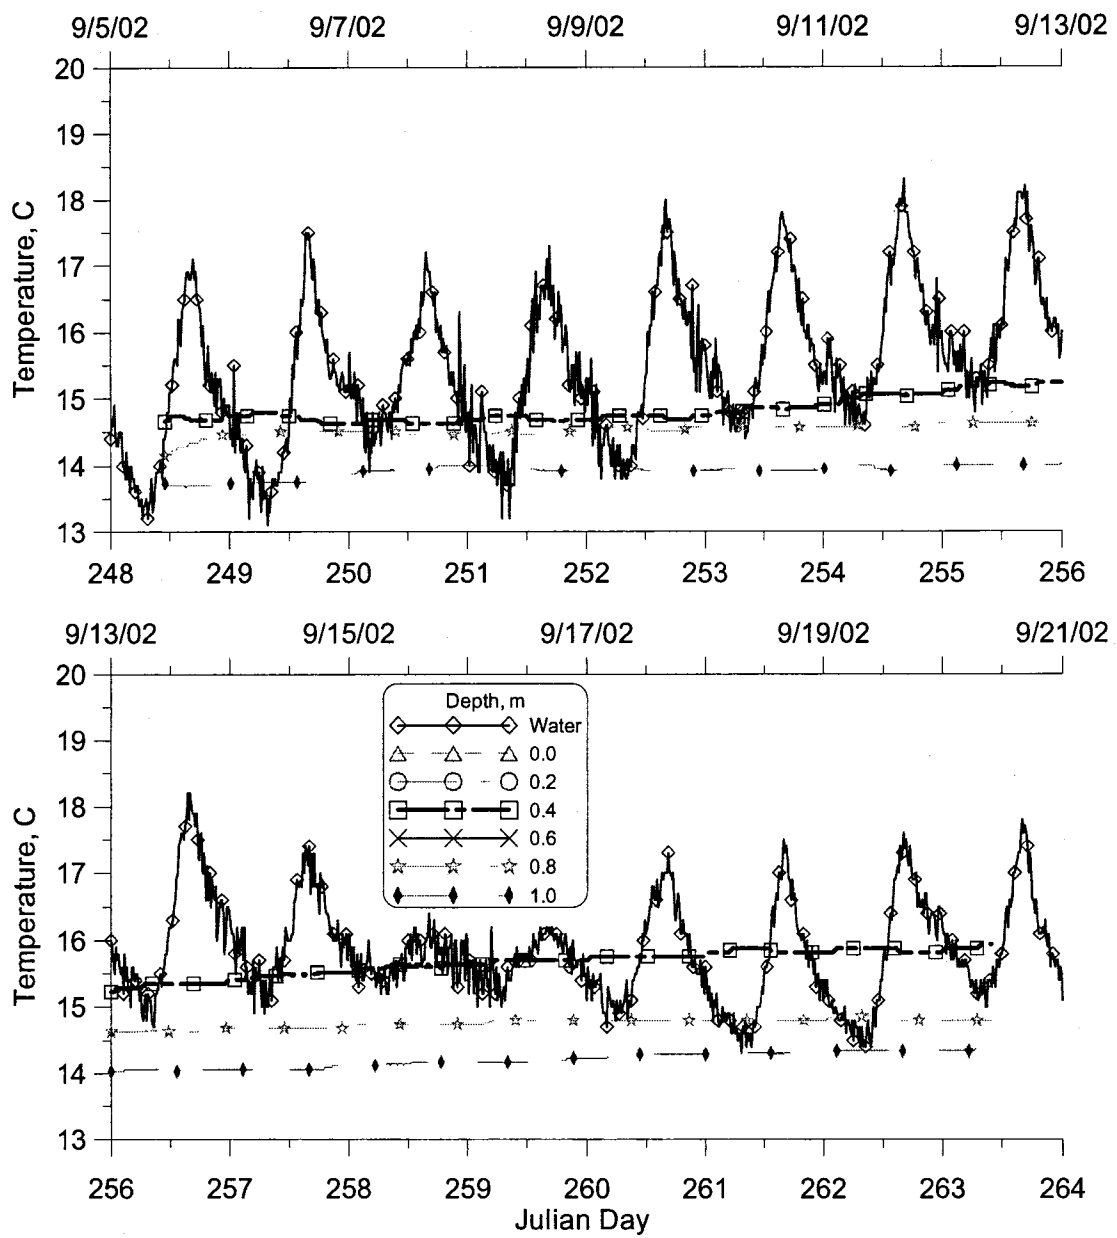 9/5/02 9/7/02 9/9/02 9/11/02 9/13/02
20
19
18
17
16
15
14
13
Temperature, C
248 249 250 251 252 253 254 255 256
9/13/02 9/15/02 9/17/02 9/19/02 9/21/02
20
19
18
17
16
15
14
13
Temperature, C
Depth, m
Water
0.0
0.2
0.4
0.6
0.8
1.0
256 257 258 259 260 261 262 263 264
Julian Day